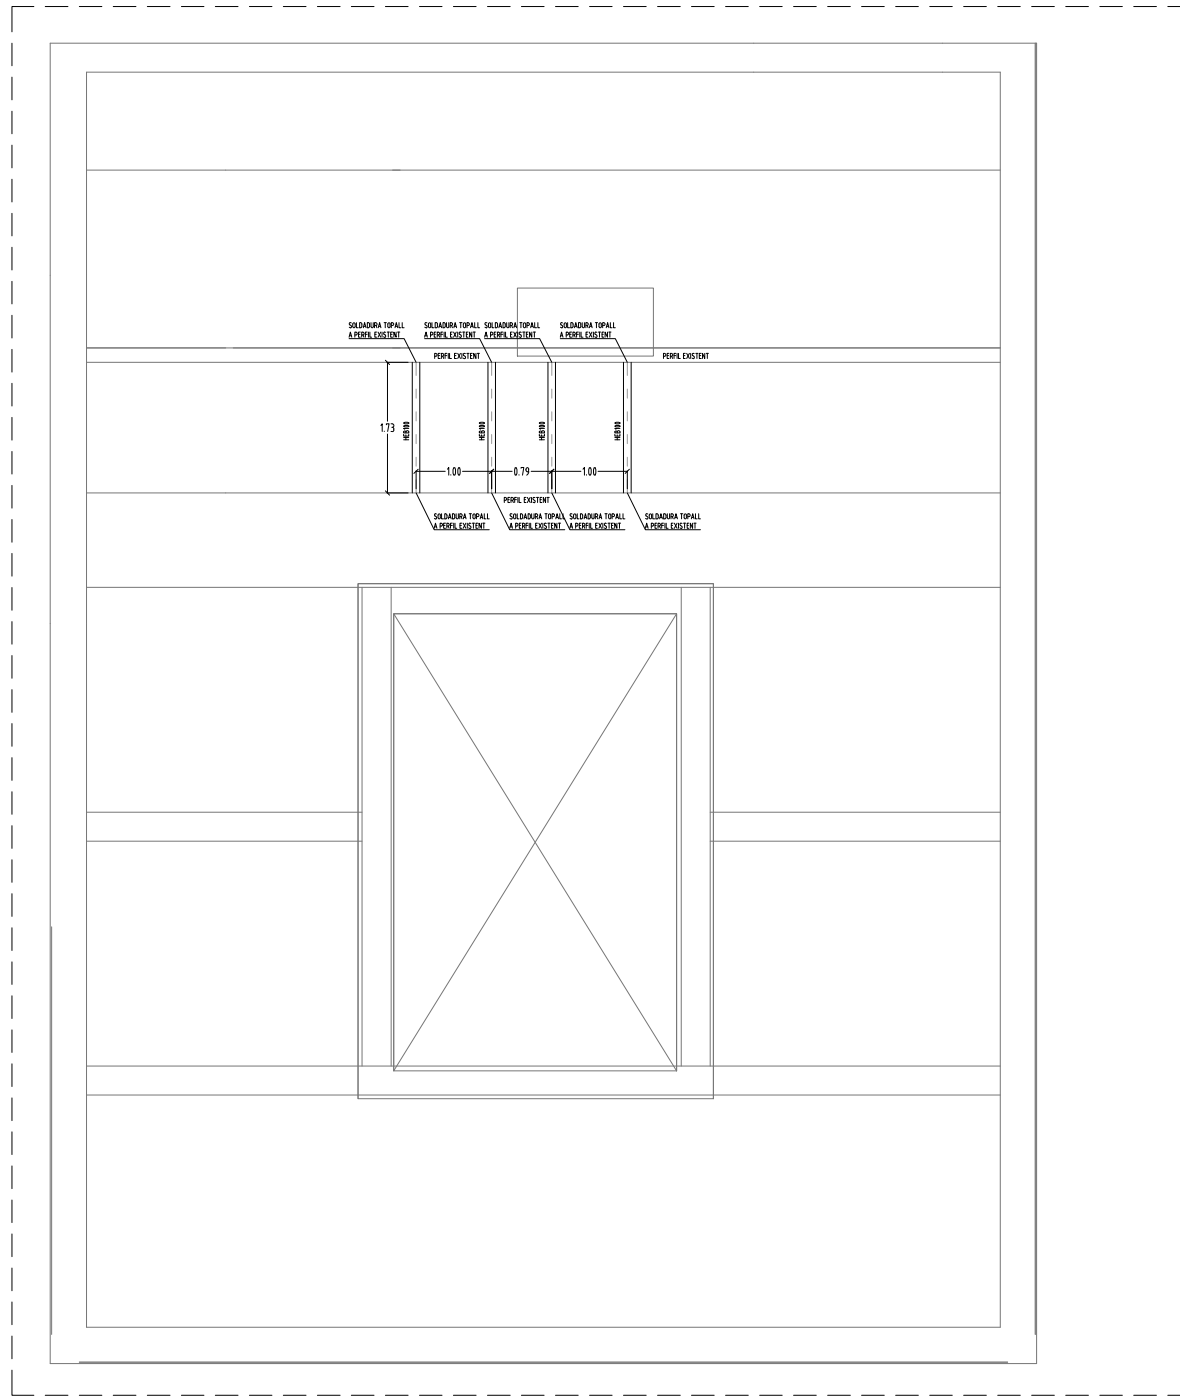 SOLDADURA TOPALL
A PERFIL EXISTENT
SOLDADURA TOPALL
A PERFIL EXISTENT
SOLDADURA TOPALL
A PERFIL EXISTENT
SOLDADURA TOPALL
A PERFIL EXISTENT
PERFIL EXISTENT
PERFIL EXISTENT
1.73
HEB100
HEB100
HEB100
HEB100
1.00
0.79
1.00
PERFIL EXISTENT
SOLDADURA TOPALL
A PERFIL EXISTENT
SOLDADURA TOPALL
A PERFIL EXISTENT
SOLDADURA TOPALL
A PERFIL EXISTENT
SOLDADURA TOPALL
A PERFIL EXISTENT